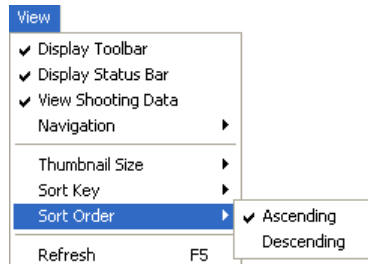 View
Display Toolbar
Display Status Bar
View Shooting Data
Navigation
Thumbnail Size
Sort Key
Sort Order
Ascending
Descending
Refresh F5